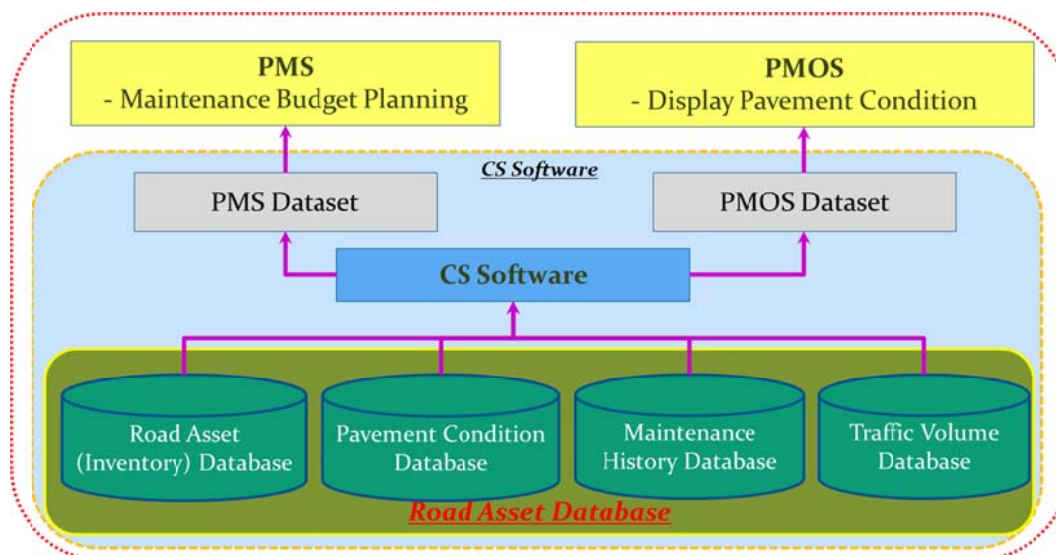 PMS
- Maintenance Budget Planning
PMOS
- Display Pavement Condition
CS Software
PMS Dataset
PMOS Dataset
CS Software
Road Asset
(Inventory) Database
Pavement Condition
Database
Maintenance
History Database
Traffic Volume
Database
Road Asset Database